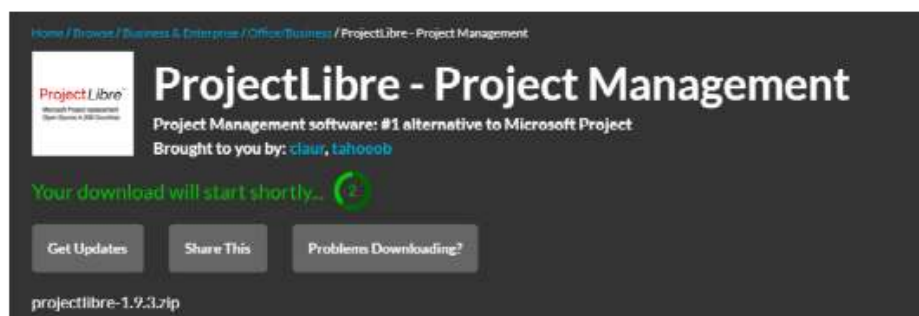 Home / Browse / Business & Enterprise / Office/Business / ProjectLibre - Project Management
ProjectLibre
ProjectLibre - Project Management
Project Management software: #1 alternative to Microsoft Project
Brought to you by: claur, tahoeob
Your download will start shortly... 2
Get Updates
Share This
Problems Downloading?
projectlibre-1.9.3.zip